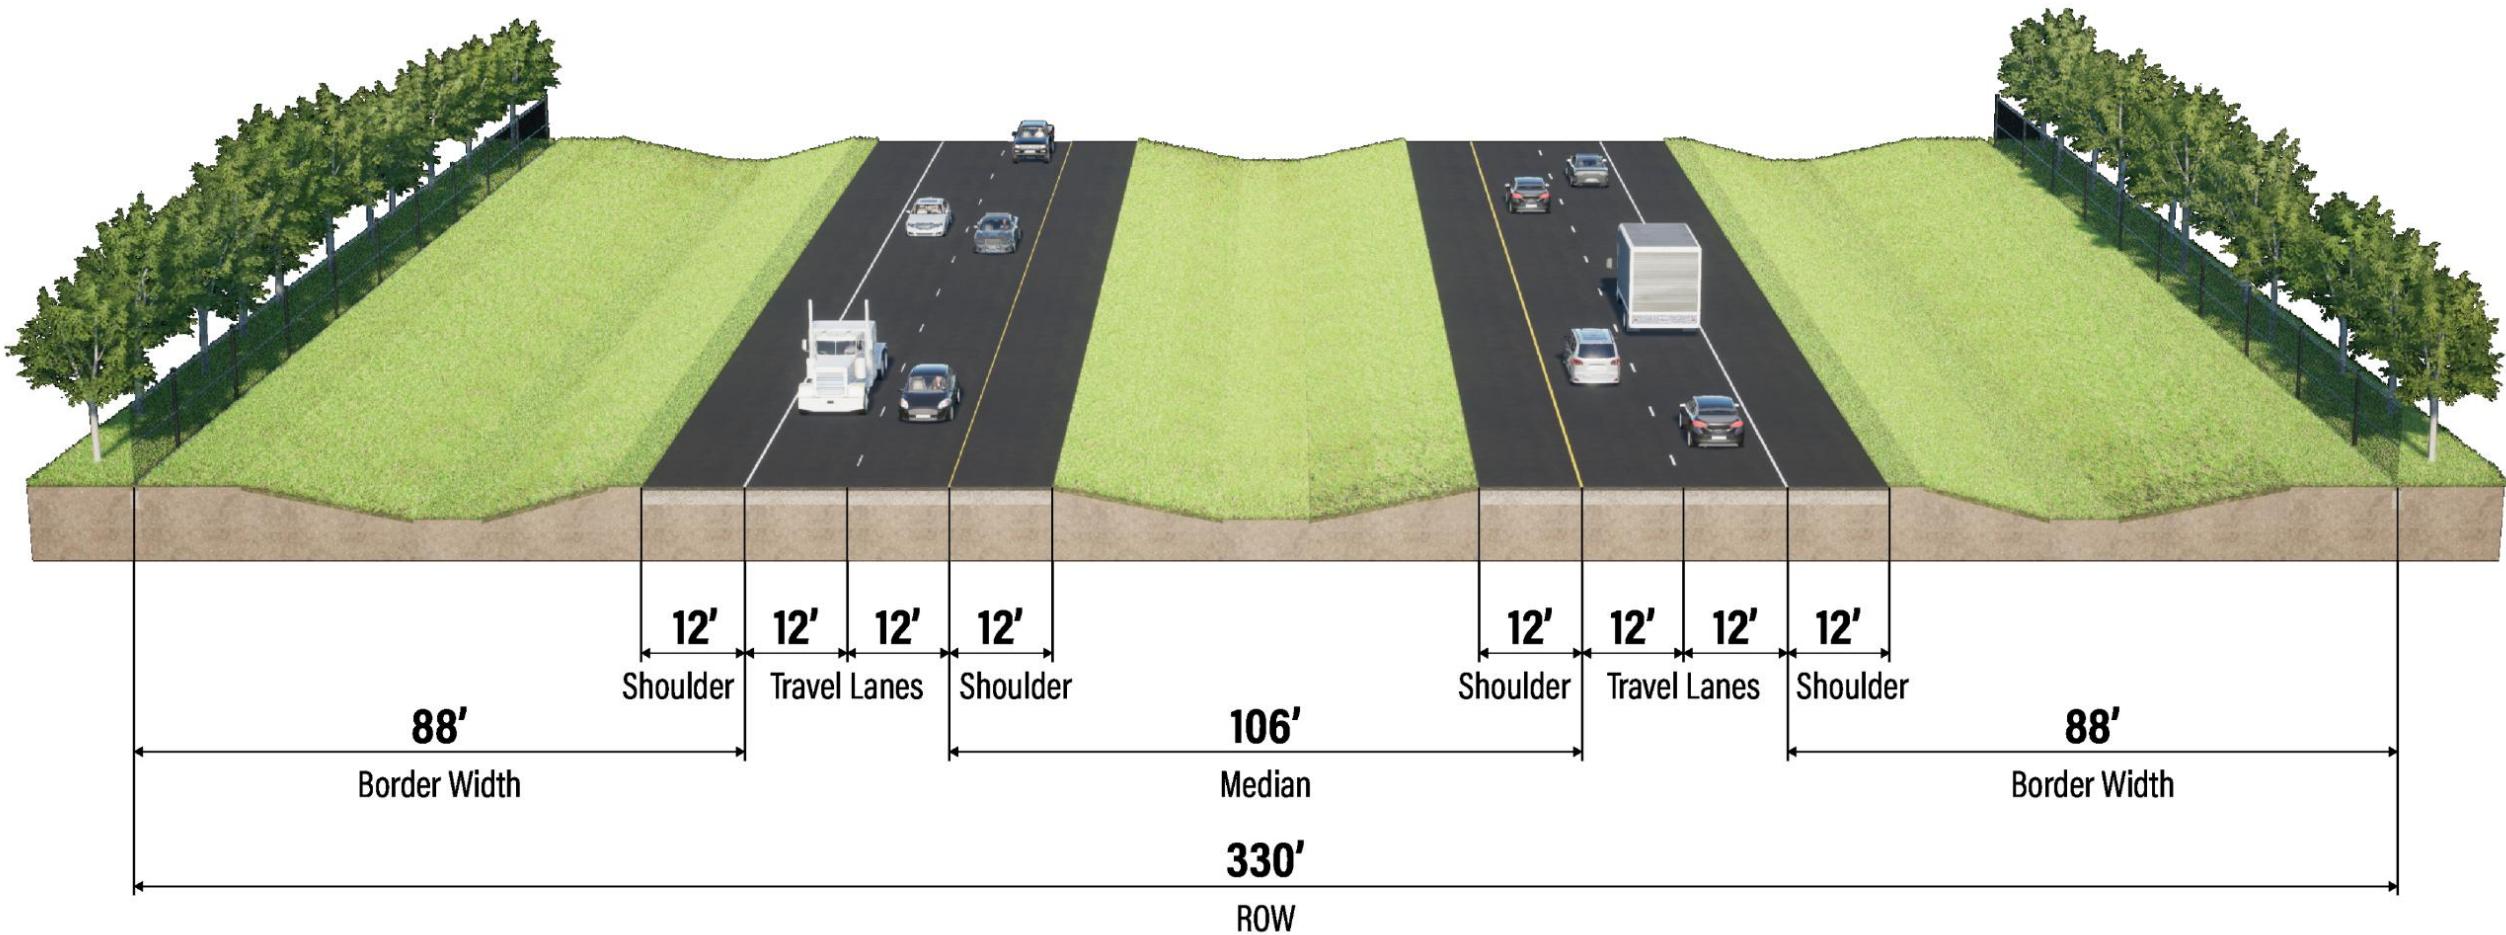 12’ 12’ 12’ 12’ 12’ 12’ 12’ 12’
Shoulder Travel Lanes Shoulder Shoulder Travel Lanes Shoulder
88’ 106’ 88’
Border Width Median Border Width
330’
ROW